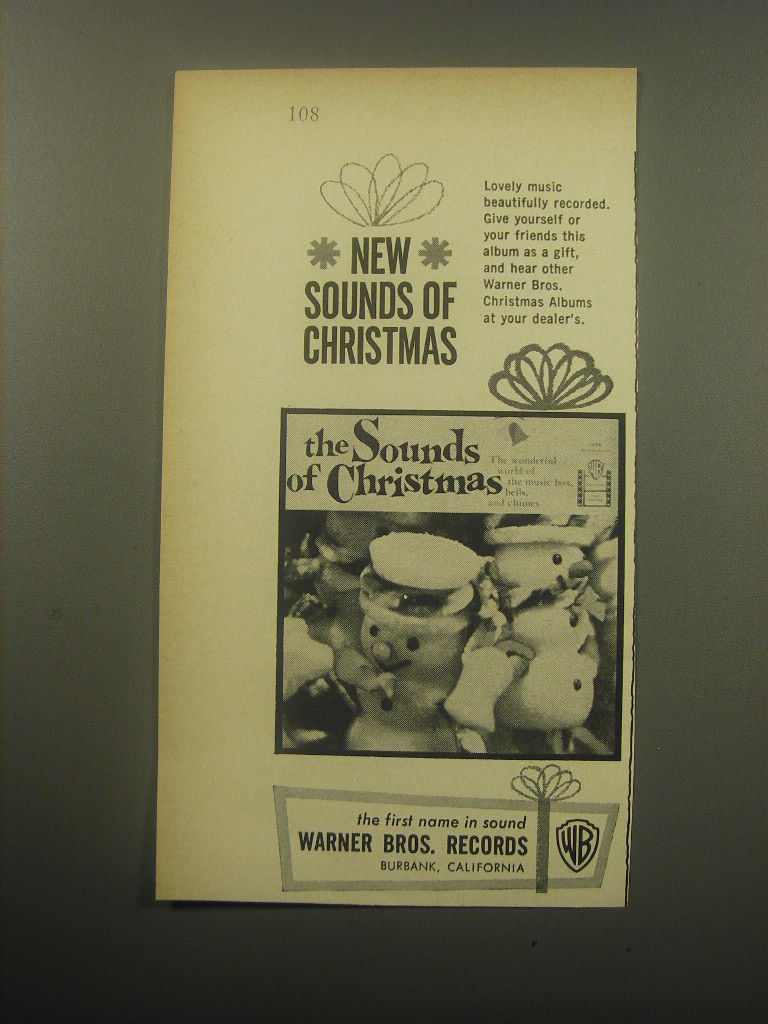 108
NEW
SOUNDS OF
CHRISTMAS
Lovely music
beautifully recorded.
Give yourself or
your friends this
album as a gift,
and hear other
Warner Bros.
Christmas Albums
at your dealer's.
the Sounds
of Christmas
The wonderful
world of
the music box,
bells,
and chimes
WB
the first name in sound
WARNER BROS. RECORDS
BURBANK, CALIFORNIA
WB